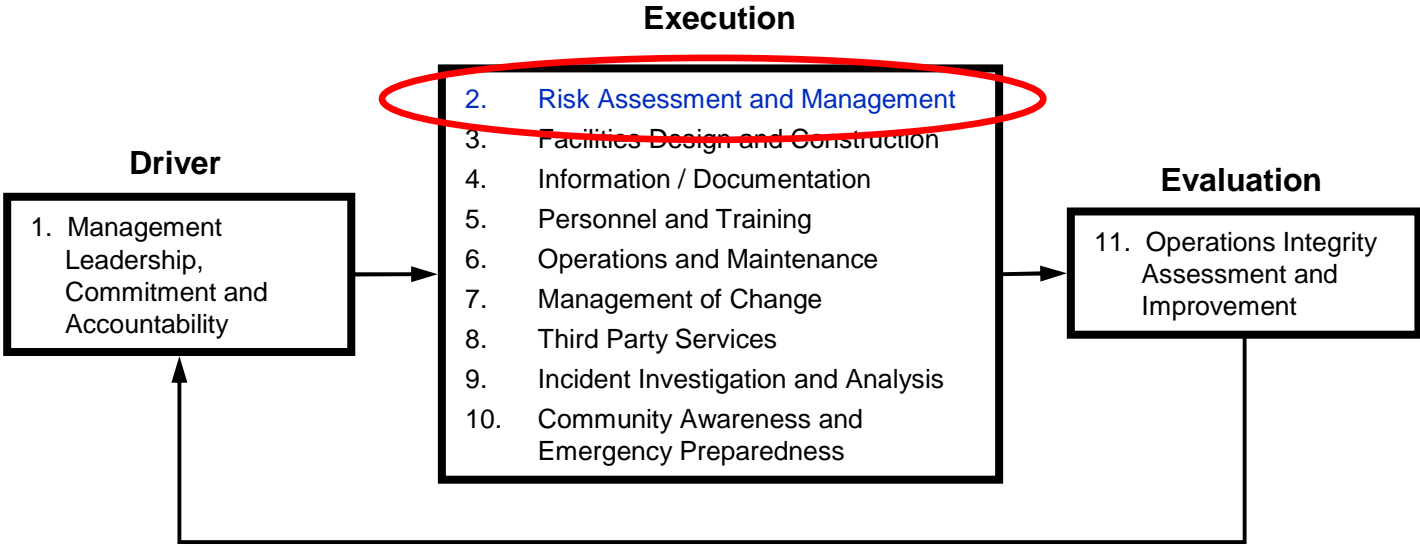 Execution
2. Risk Assessment and Management
3. Facilities Design and Construction
4. Information / Documentation
5. Personnel and Training
6. Operations and Maintenance
7. Management of Change
8. Third Party Services
9. Incident Investigation and Analysis
10. Community Awareness and
Emergency Preparedness
Driver
1. Management
Leadership,
Commitment and
Accountability
Evaluation
11. Operations Integrity
Assessment and
Improvement